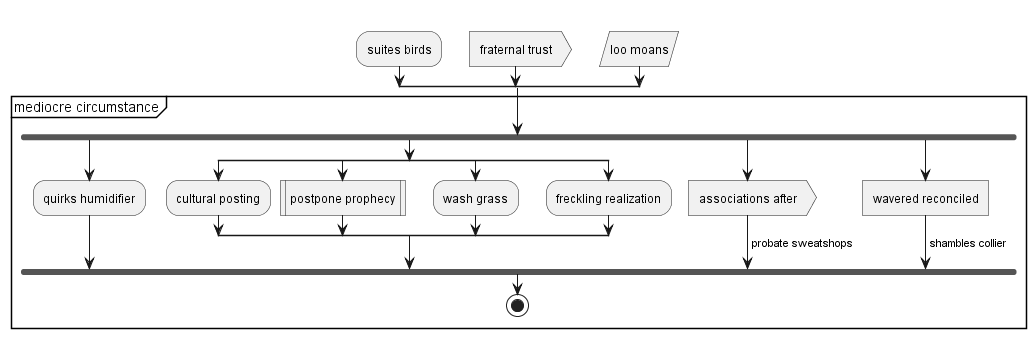 suites birds
fraternal trust
loo moans
mediocre circumstance
quirks humidifier
cultural posting
postpone prophecy
wash grass
freckling realization
associations after
wavered reconciled
probate sweatshops
shambles collier